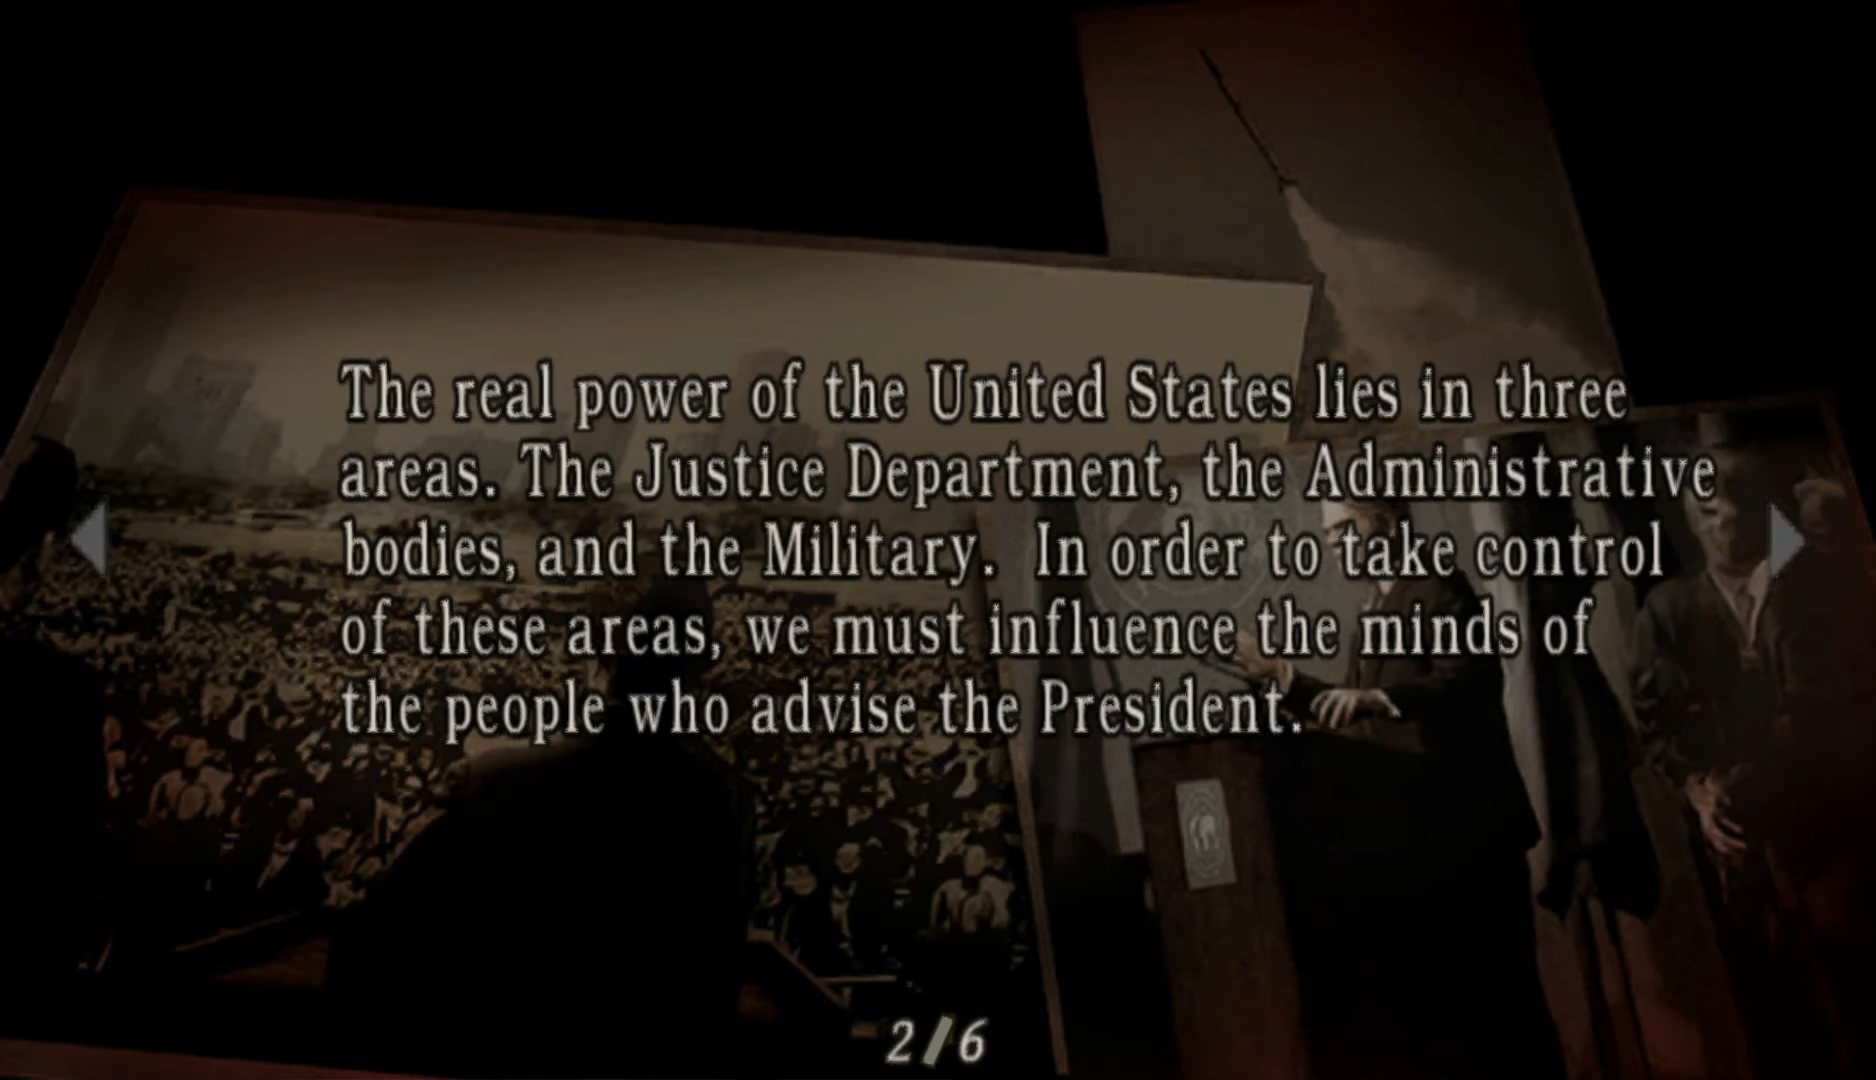 The real power of the United States lies in three
areas. The Justice Department, the Administrative
bodies, and the Military.  In order to take control
of these areas, we must influence the minds of
the people who advise the President.
2/6